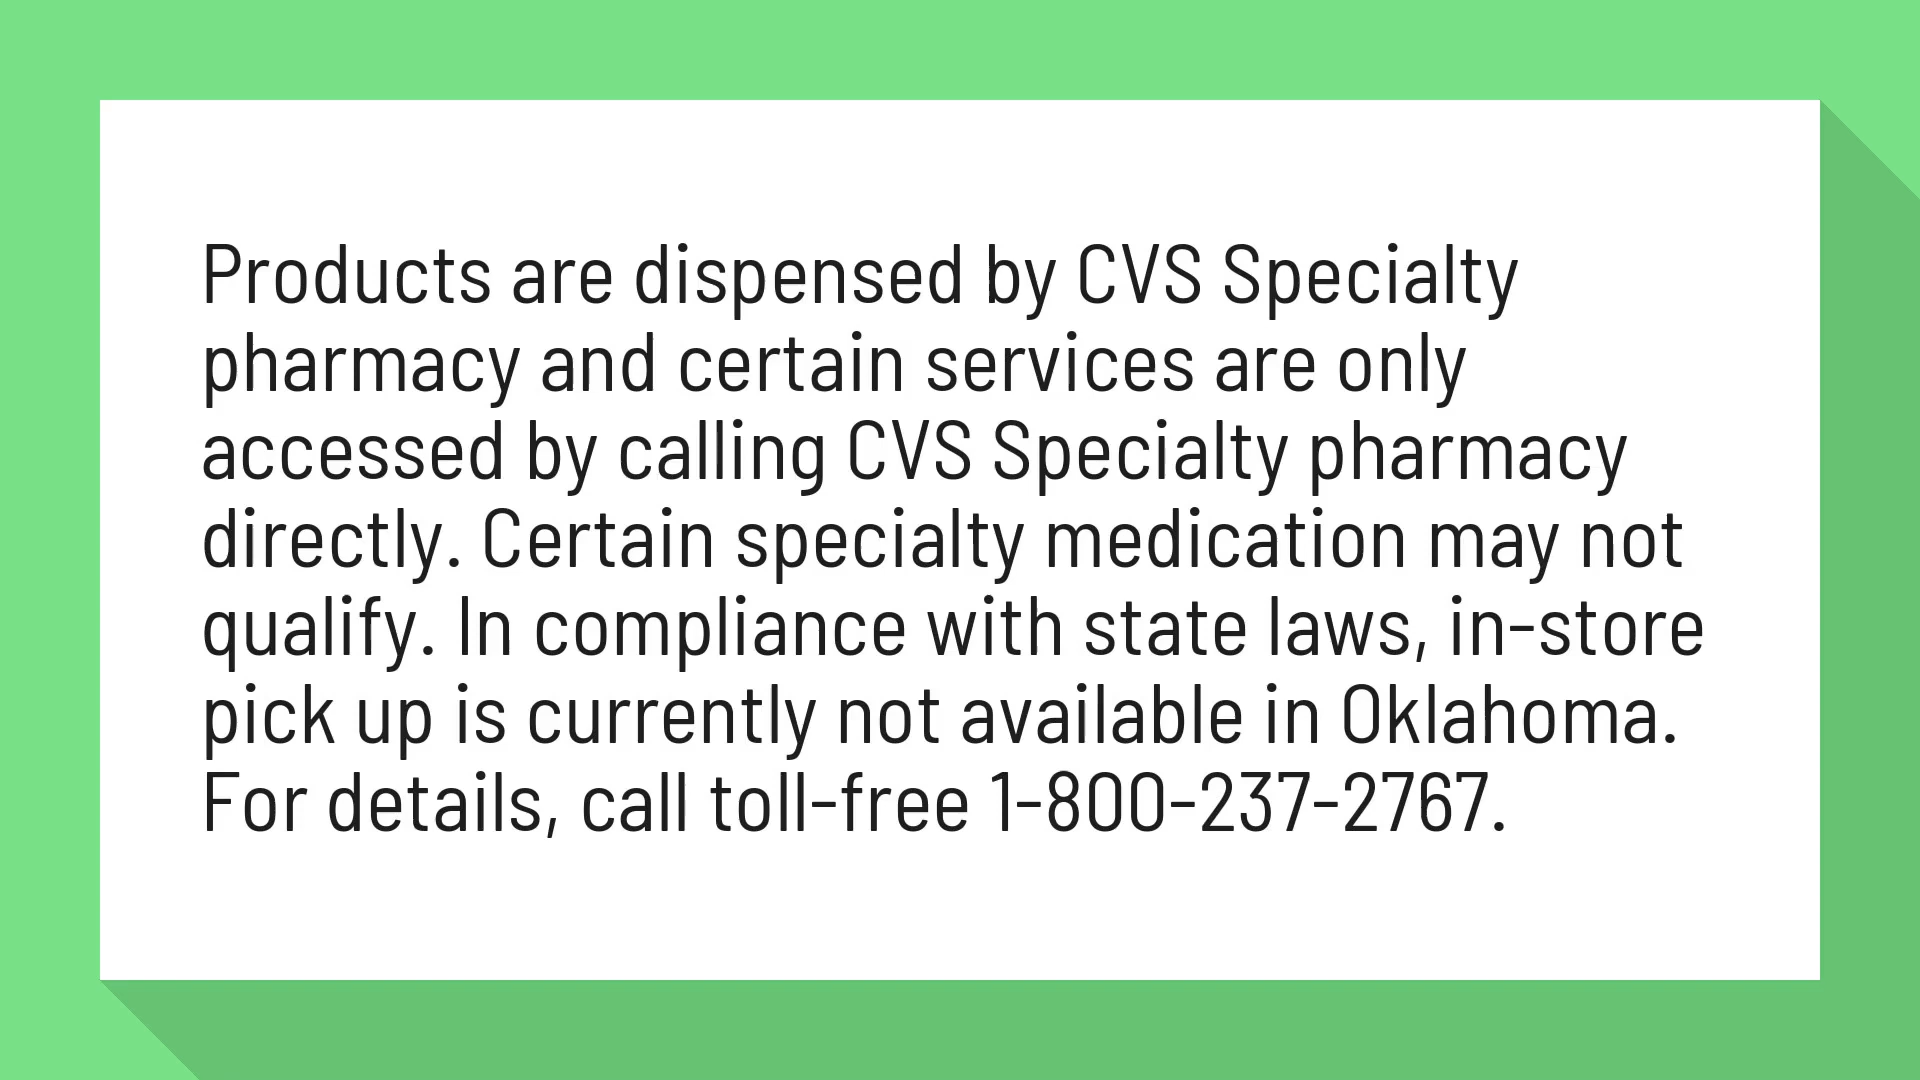 Products are dispensed by CVS Specialty
pharmacy and certain services are only
accessed by calling CVS Specialty pharmacy
directly. Certain specialty medication may not
qualify. In compliance with state laws, in-store
pick up is currently not available in Oklahoma.
For details, call toll-free 1-800-237-2767.